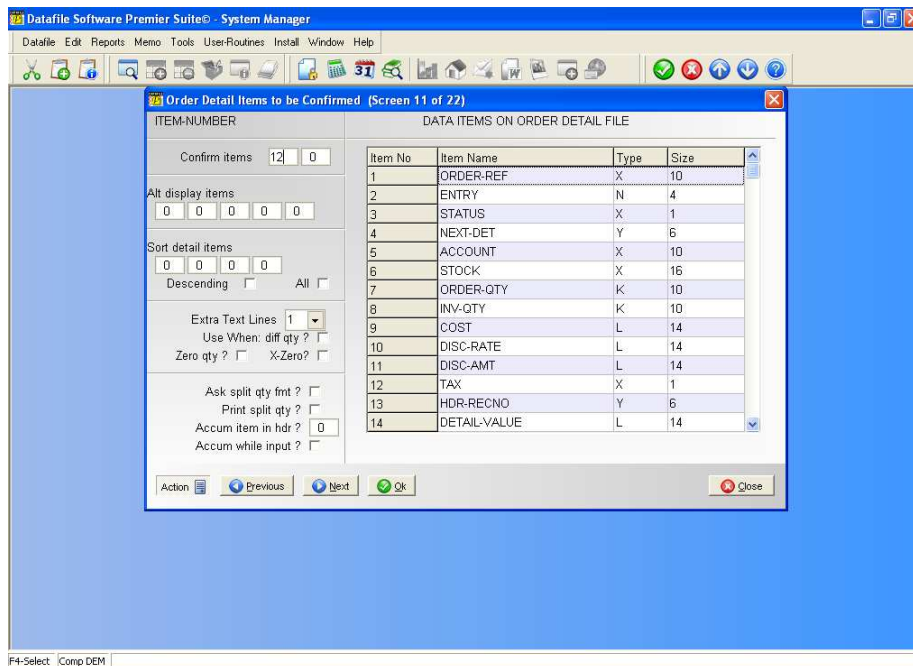 Datafile Software Premier Suite© - System Manager
Datafile Edit Reports Memo Tools User-Routines Install Window Help
31
Order Detail Items to be Confirmed (Screen 11 of 22)
ITEM-NUMBER
Confirm items 12 0
Alt display items
0 0 0 0 0
Sort detail items
0 0 0 0
Descending All
Extra Text Lines 1
Use When: diff qty ?
Zero qty ? X-Zero?
Ask split qty fmt ?
Print split qty ?
Accum item in hdr ? 0
Accum while input ?
DATA ITEMS ON ORDER DETAIL FILE
Item No Item Name Type Size
1 ORDER-REF X 10
2 ENTRY N 4
3 STATUS X 1
4 NEXT-DET Y 6
5 ACCOUNT X 10
6 STOCK X 16
7 ORDER-QTY K 10
8 INV-QTY K 10
9 COST L 14
10 DISC-RATE L 14
11 DISC-AMT L 14
12 TAX X 1
13 HDR-RECNO Y 6
14 DETAIL-VALUE L 14
Action Previous Next Ok Close
F4-Select Comp DEM